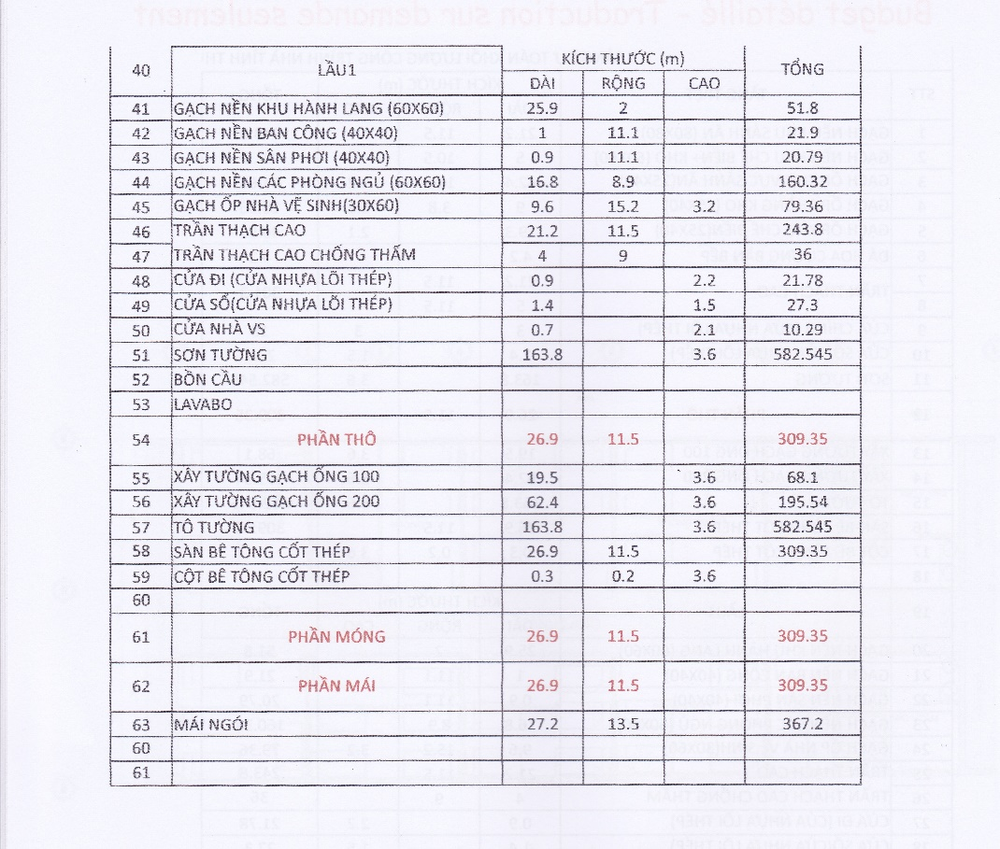 40 LẦU1 KÍCH THƯỚC (m) TỔNG
DÀI RỘNG CAO
41 GẠCH NỀN KHU HÀNH LANG (60X60) 25.9 2 51.8
42 GẠCH NỀN BAN CÔNG (40X40) 1 11.1 21.9
43 GẠCH NỀN SÂN PHƠI (40X40) 0.9 11.1 20.79
44 GẠCH NỀN CÁC PHÒNG NGỦ (60X60) 16.8 8.9 160.32
45 GẠCH ỐP NHÀ VỆ SINH(30X60) 9.6 15.2 3.2 79.36
46 TRẦN THẠCH CAO 21.2 11.5 243.8
47 TRẦN THẠCH CAO CHỐNG THẤM 4 9 36
48 CỬA ĐI (CỬA NHỰA LÕI THÉP) 0.9 2.2 21.78
49 CỬA SỔ(CỬA NHỰA LÕI THÉP) 1.4 1.5 27.3
50 CỬA NHÀ VS 0.7 2.1 10.29
51 SƠN TƯỜNG 163.8 3.6 582.545
52 BỒN CẦU
53 LAVABO
54 PHẦN THÔ 26.9 11.5 309.35
55 XÂY TƯỜNG GẠCH ỐNG 100 19.5 3.6 68.1
56 XÂY TƯỜNG GẠCH ỐNG 200 62.4 3.6 195.54
57 TÔ TƯỜNG 163.8 3.6 582.545
58 SÀN BÊ TÔNG CỐT THÉP 26.9 11.5 309.35
59 CỘT BÊ TÔNG CỐT THÉP 0.3 0.2 3.6
60
61 PHẦN MÓNG 26.9 11.5 309.35
62 PHẦN MÁI 26.9 11.5 309.35
63 MÁI NGÓI 27.2 13.5 367.2
60
61